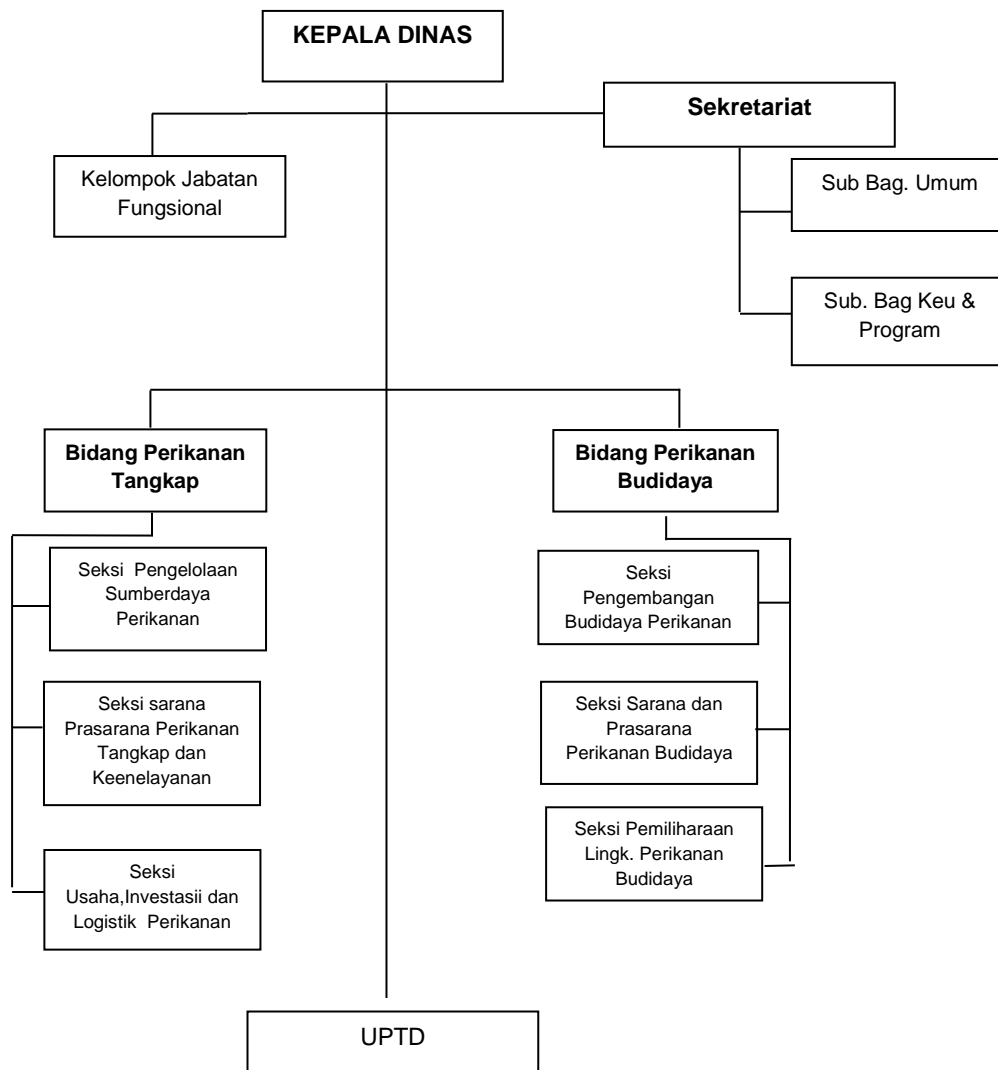 KEPALA DINAS
Sekretariat
Kelompok Jabatan
Fungsional
Sub Bag. Umum
Sub. Bag Keu &
Program
Bidang Perikanan
Tangkap
Bidang Perikanan
Budidaya
Seksi Pengelolaan
Sumberdaya
Perikanan
Seksi
Pengembangan
Budidaya Perikanan
Seksi sarana
Prasarana Perikanan
Tangkap dan
Keenelayanan
Seksi Sarana dan
Prasarana
Perikanan Budidaya
Seksi Pemiliharaan
Lingk. Perikanan
Budidaya
Seksi
Usaha,Investasii dan
Logistik Perikanan
UPTD